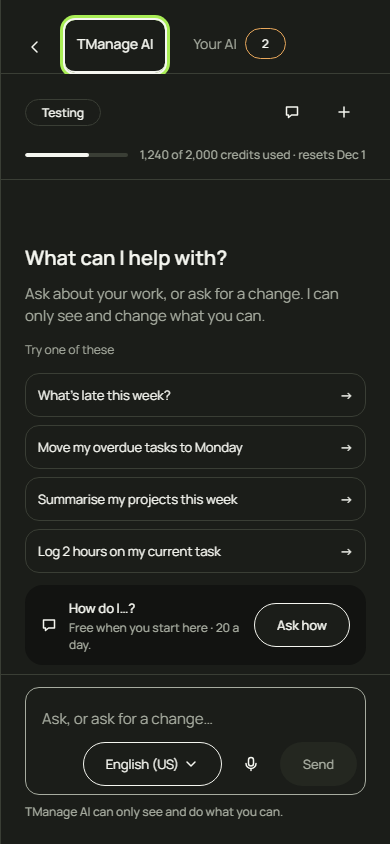 TManage AI
Your AI
2
Testing
1,240 of 2,000 credits used · resets Dec 1
What can I help with?
Ask about your work, or ask for a change. I can
only see and change what you can.
Try one of these
What's late this week? →
Move my overdue tasks to Monday →
Summarise my projects this week →
Log 2 hours on my current task →
How do I…?
Free when you start here · 20 a
day.
Ask how
Ask, or ask for a change…
English (US)
Send
TManage AI can only see and do what you can.